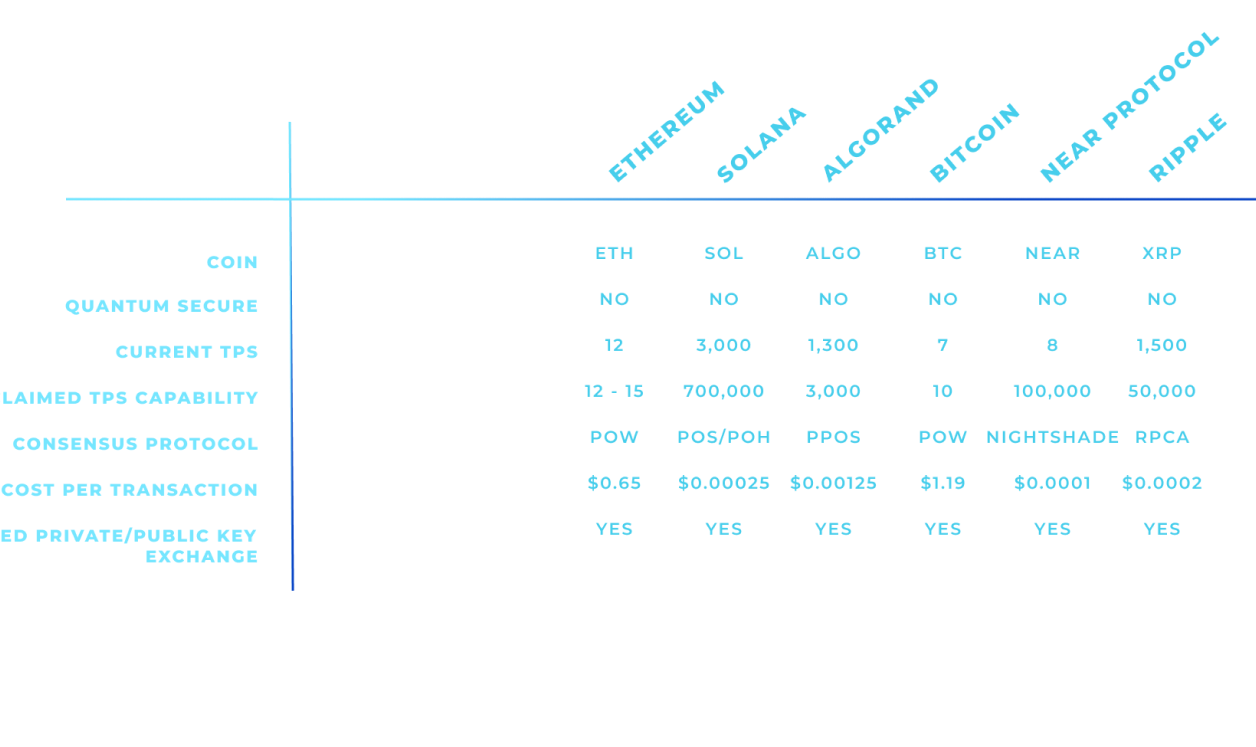 ETHEREUM SOLANA ALGORAND BITCOIN NEAR PROTOCOL RIPPLE
COIN ETH SOL ALGO BTC NEAR XRP
QUANTUM SECURE NO NO NO NO NO NO
CURRENT TPS 12 3,000 1,300 7 8 1,500
LAIMED TPS CAPABILITY 12 - 15 700,000 3,000 10 100,000 50,000
CONSENSUS PROTOCOL POW POS/POH PPOS POW NIGHTSHADE RPCA
COST PER TRANSACTION $0.65 $0.00025 $0.00125 $1.19 $0.0001 $0.0002
ED PRIVATE/PUBLIC KEY YES YES YES YES YES YES
EXCHANGE